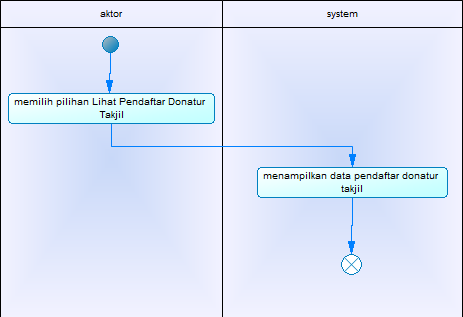 aktor
system
memilih pilihan Lihat Pendaftar Donatur
Takjil
menampilkan data pendaftar donatur
takjil